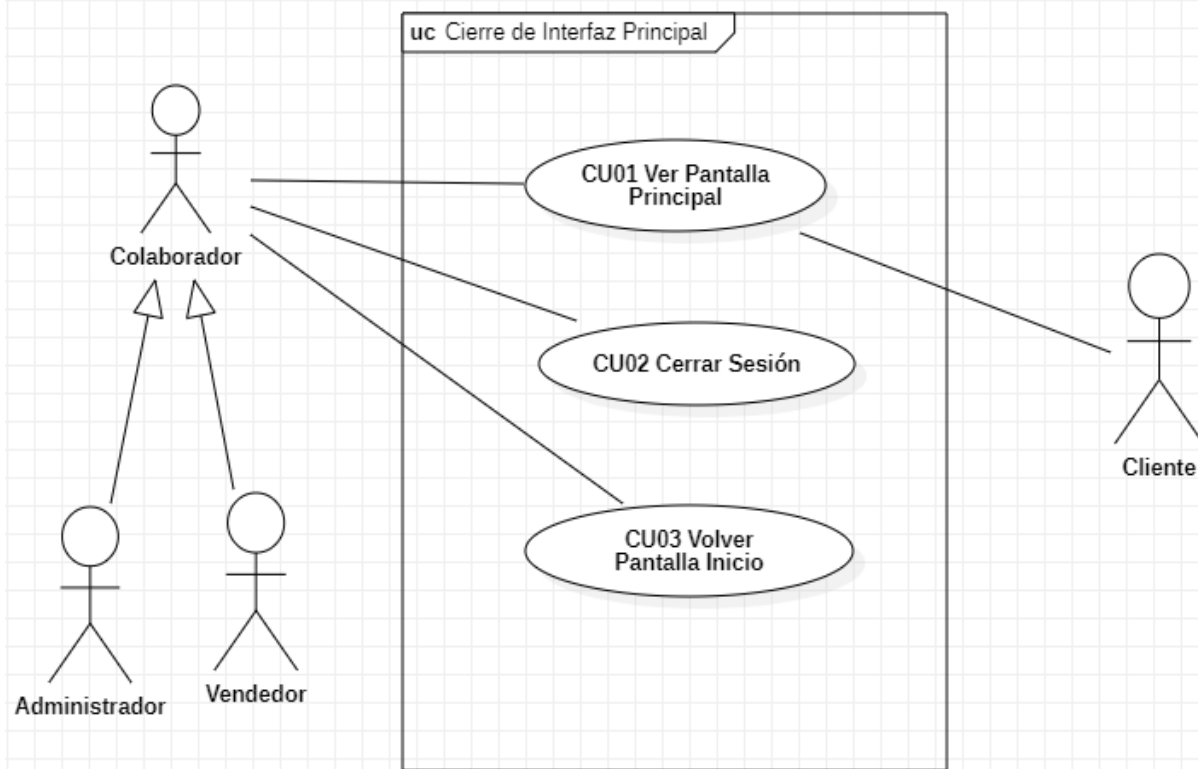 uc Cierre de Interfaz Principal
CU01 Ver Pantalla
Principal
Colaborador
CU02 Cerrar Sesión
Cliente
CU03 Volver
Pantalla Inicio
Administrador
Vendedor